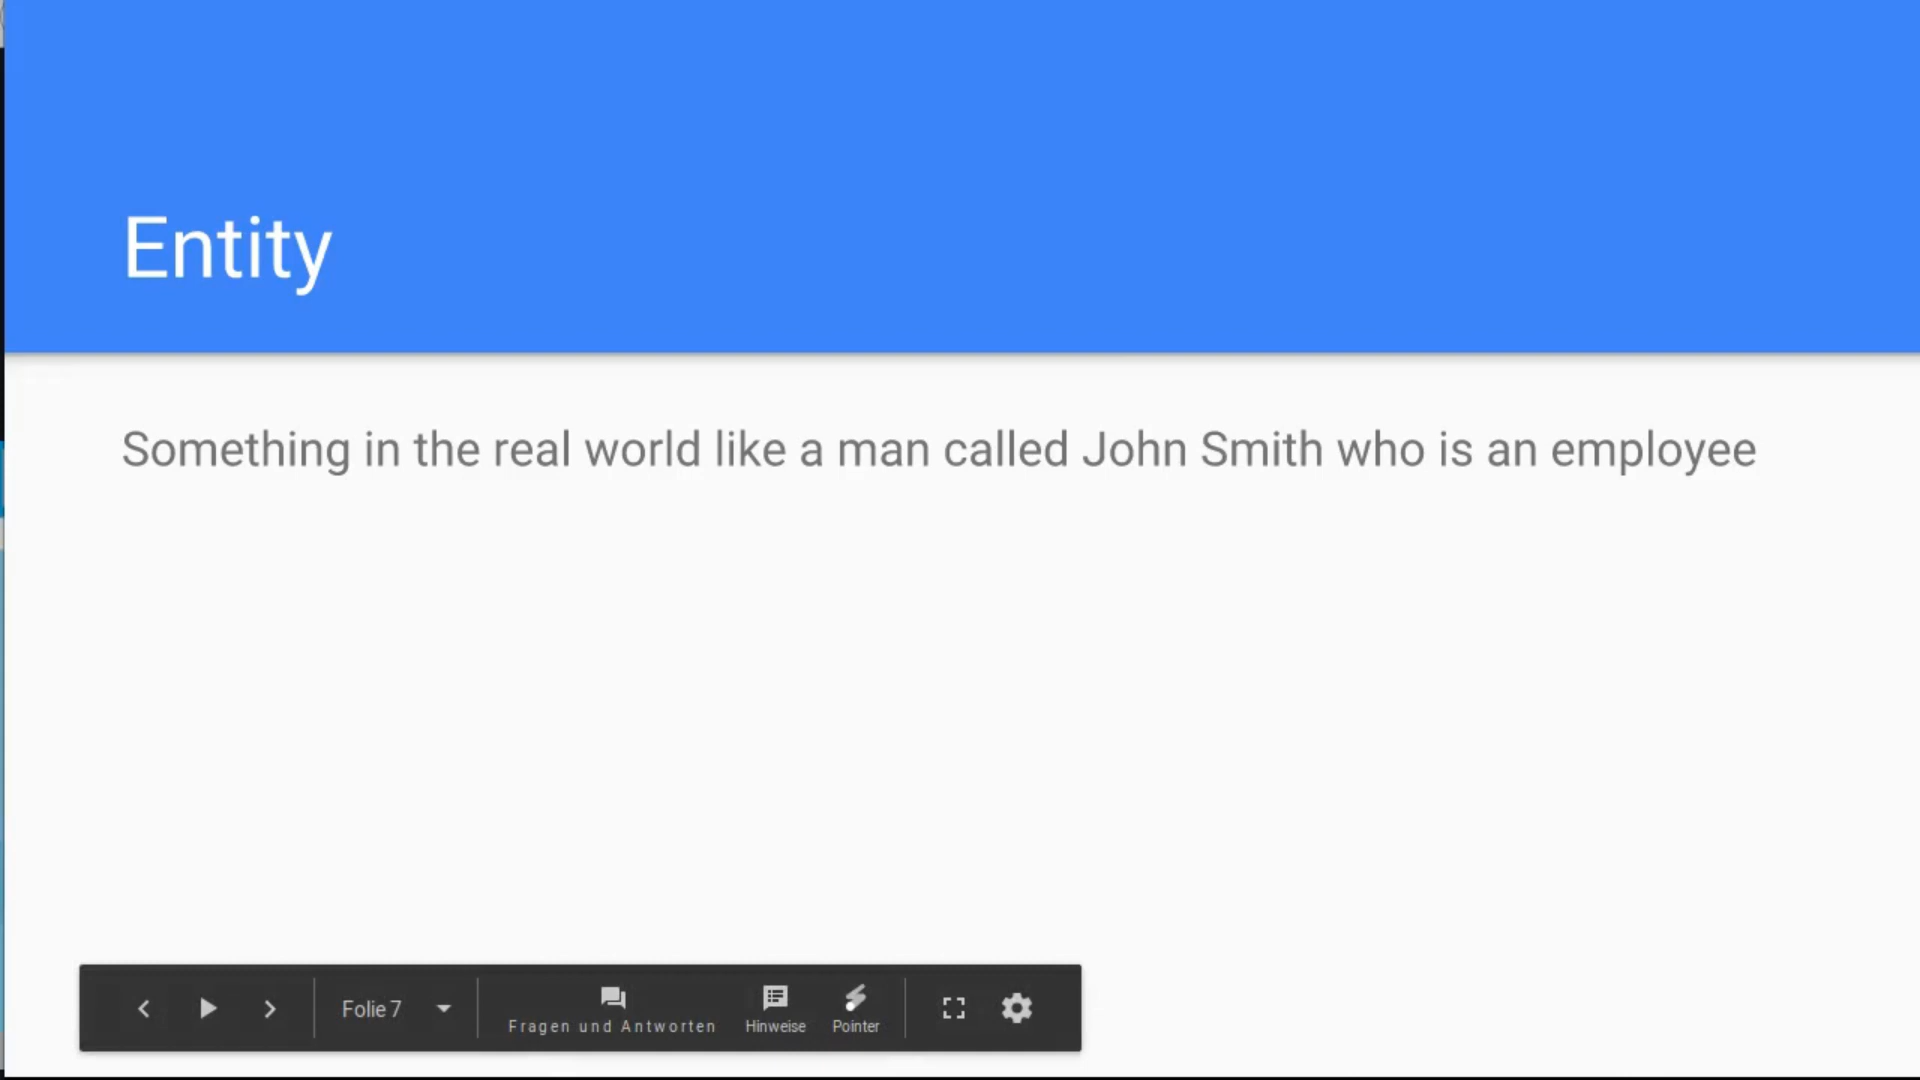 Entity
Something in the real world like a man called John Smith who is an employee
Folie 7
Fragen und Antworten
Hinweise
Pointer